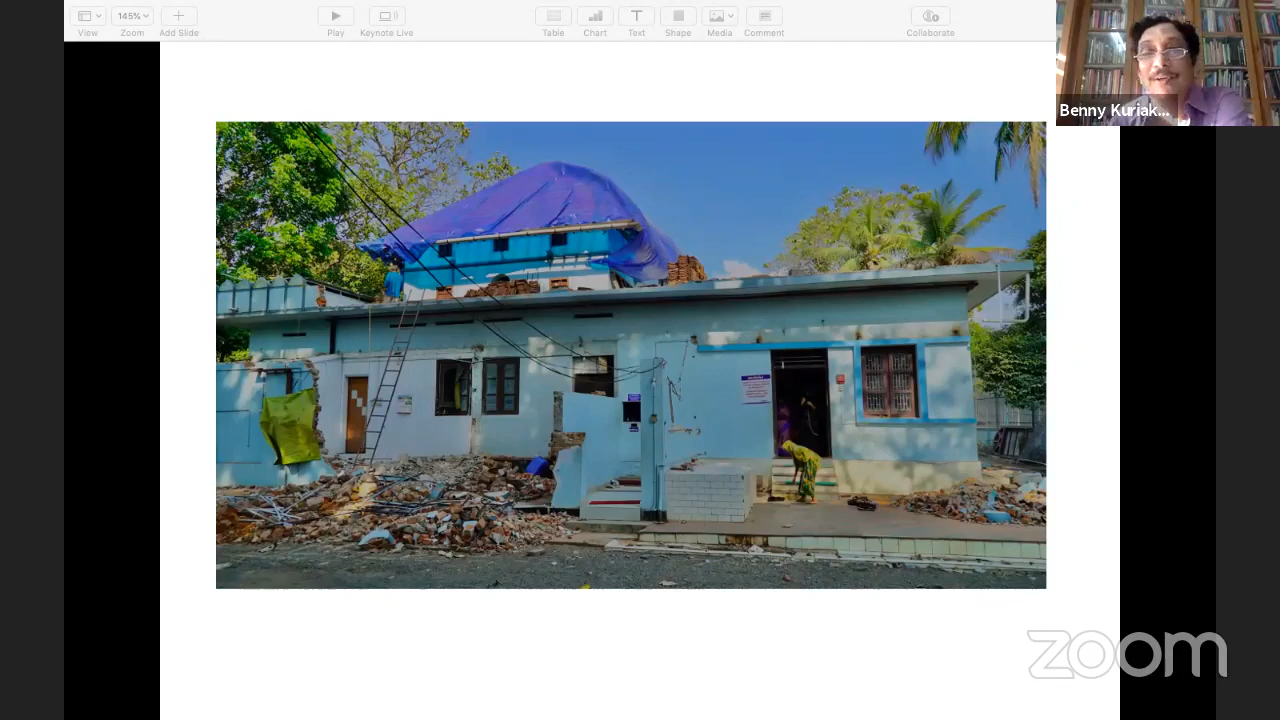 145%
View
Zoom
Add Slide
Play
Keynote Live
Table
Chart
Text
Shape
Media
Comment
Collaborate
Benny Kuriak...
zoom